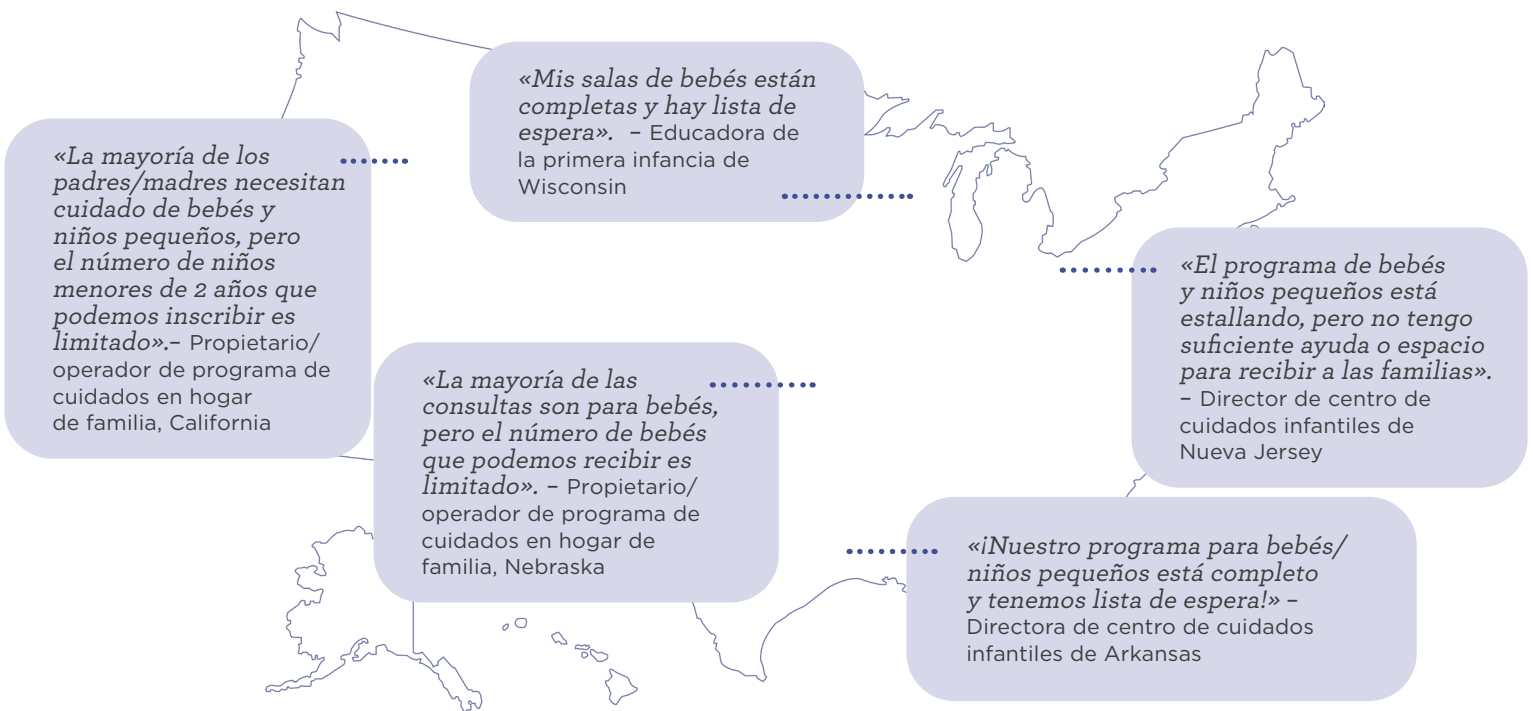 «Mis salas de bebés están
completas y hay lista de
espera». – Educadora de
la primera infancia de
Wisconsin
«La mayoría de los
padres/madres necesitan
cuidado de bebés y
niños pequeños, pero
el número de niños
menores de 2 años que
podemos inscribir es
limitado».– Propietario/
operador de programa de
cuidados en hogar
de familia, California
«El programa de bebés
y niños pequeños está
estallando, pero no tengo
suficiente ayuda o espacio
para recibir a las familias».
– Director de centro de
cuidados infantiles de
Nueva Jersey
«La mayoría de las
consultas son para bebés,
pero el número de bebés
que podemos recibir es
limitado». – Propietario/
operador de programa de
cuidados en hogar de
familia, Nebraska
«¡Nuestro programa para bebés/
niños pequeños está completo
y tenemos lista de espera!» –
Directora de centro de cuidados
infantiles de Arkansas